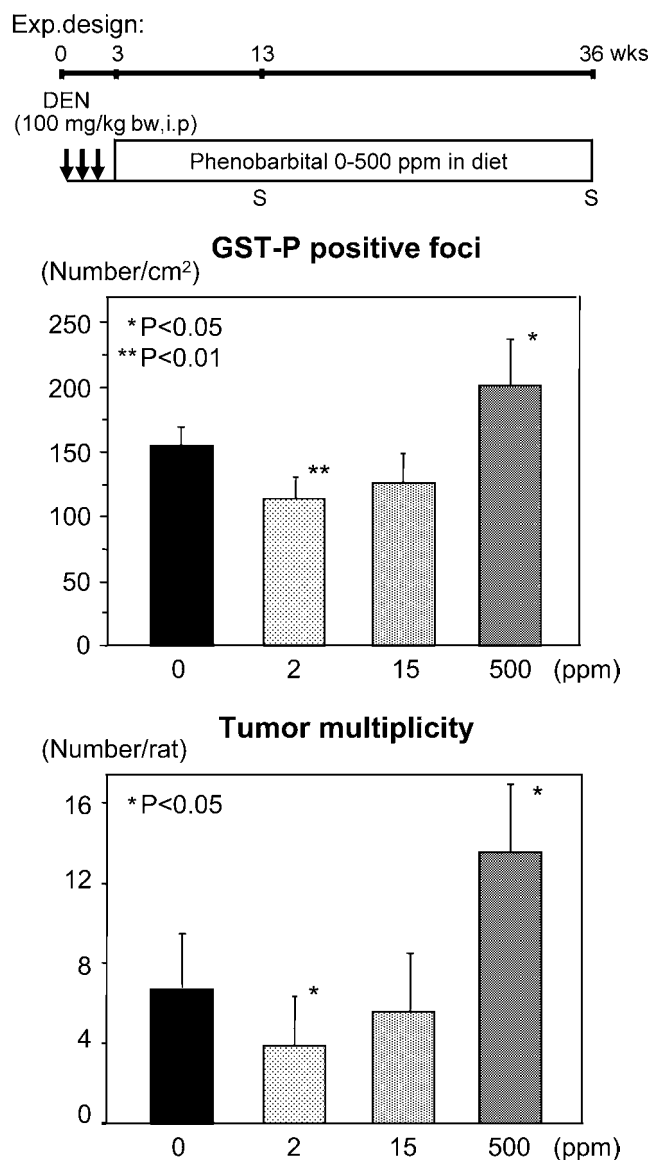 Exp.design:
0 3 13 36 wks
DEN
(100 mg/kg bw,i.p)
Phenobarbital 0-500 ppm in diet
S S
GST-P positive foci
(Number/cm²)
250
*P<0.05
*
**P<0.01
200
150
**
100
50
0
0 2 15 500 (ppm)
Tumor multiplicity
(Number/rat)
16
*P<0.05 *
12
8
*
4
0
0 2 15 500 (ppm)